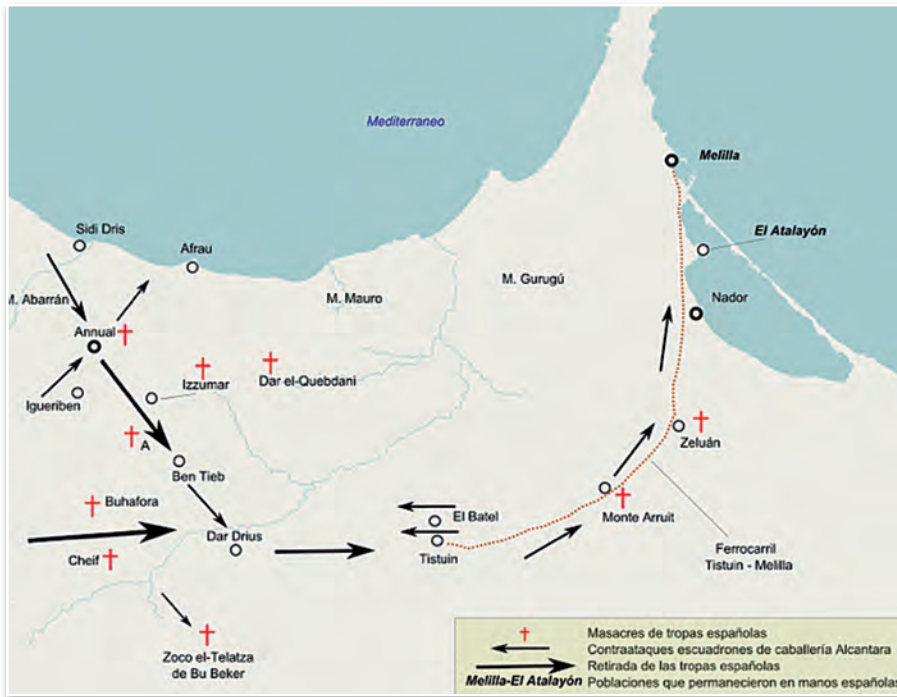 Mediterraneo
Melilla
Sidi Dris
Afrau
El Atalayón
M. Abarrán
M. Mauro
M. Gurugú
Nador
Annual
Izzumar
Dar el-Quebdani
Igueriben
A
Zeluán
Ben Tieb
Buhafora
El Batel
Monte Arruit
Dar Drius
Cheif
Tistuin
Ferrocarril
Tistuin - Melilla
Zoco el-Telatza
de Bu Beker
Masacres de tropas españolas
Contraataques escuadrones de caballería Alcantara
Retirada de las tropas españolas
Melilla-El Atalayón Poblaciones que permanecieron en manos españolas